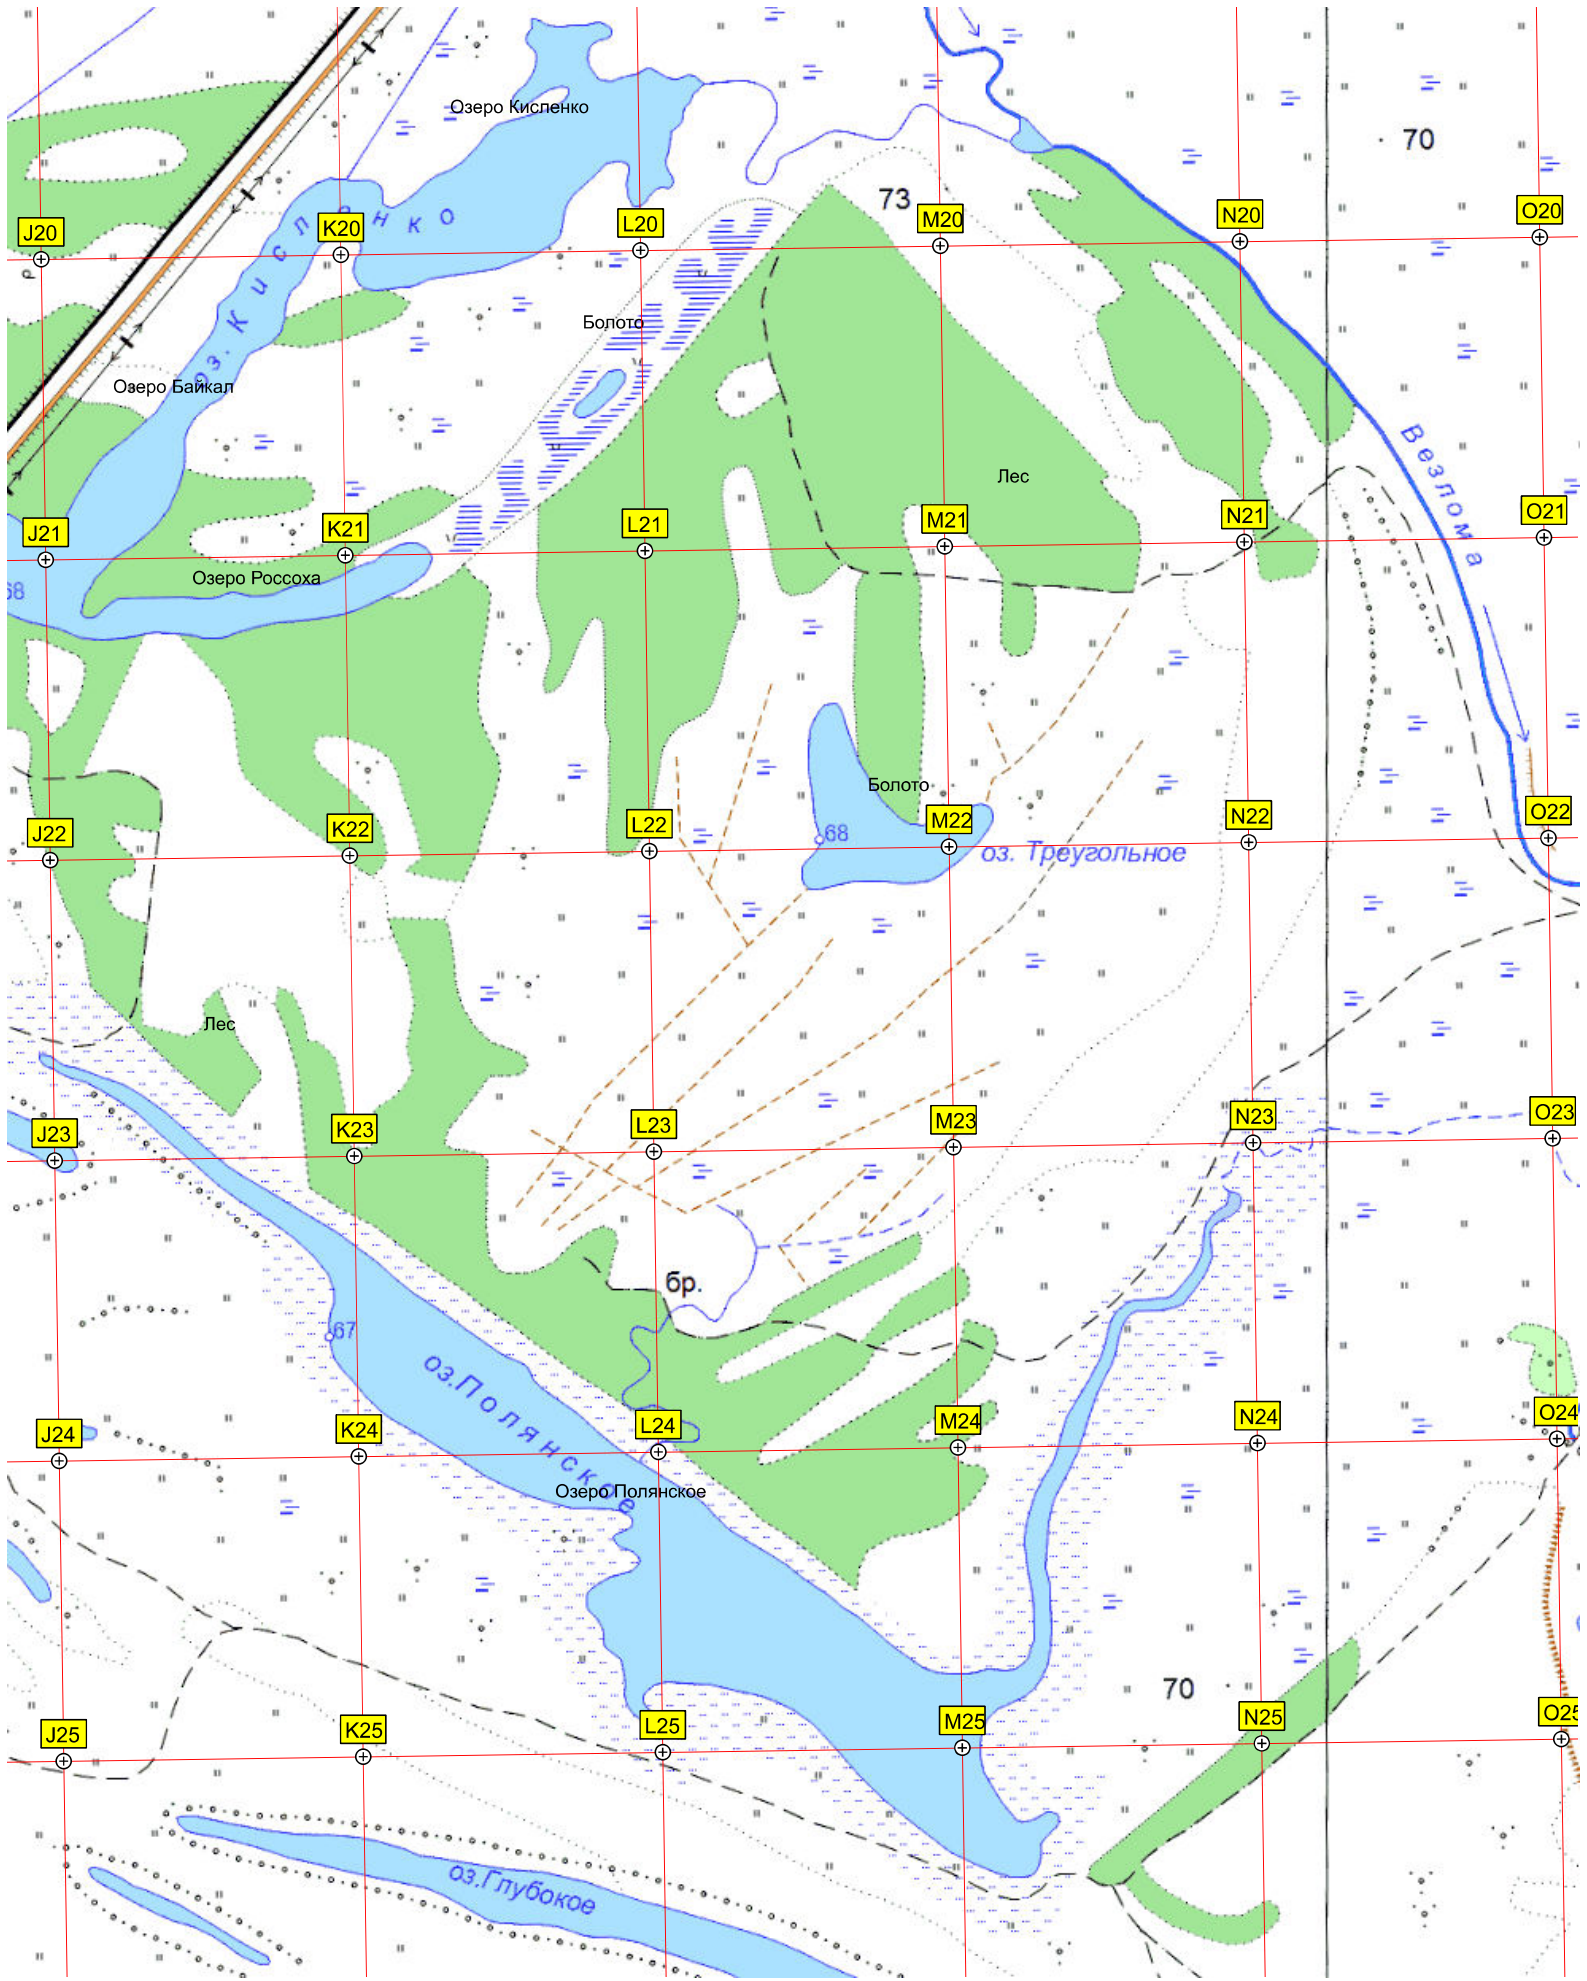 Озеро Кисленко
70
73
J20
K20
L20
M20
N20
O20
оз. Кисленко
р
Болото
Озеро Байкал
Везлома
Лес
J21
K21
L21
M21
N21
O21
Озеро Россоха
68
Болото
J22
K22
L22
68
M22
N22
O22
оз. Треугольное
Лес
J23
K23
L23
M23
N23
O23
бр.
67
оз.Полянское
J24
K24
L24
M24
N24
O24
Озеро Полянское
70
J25
K25
L25
M25
N25
O25
оз.Глубокое